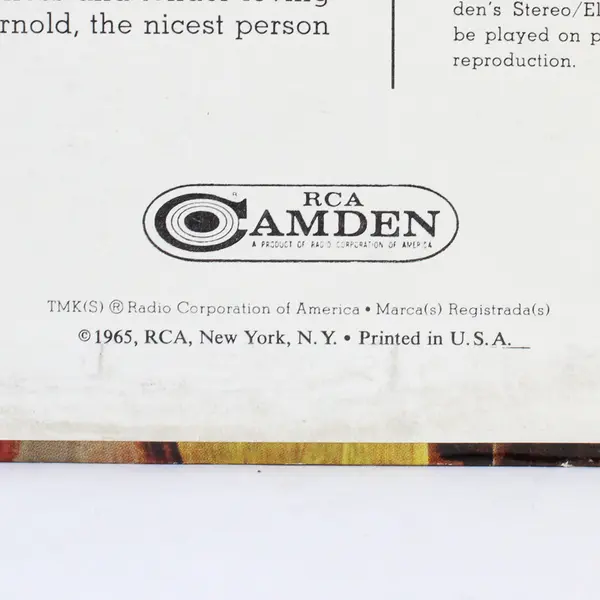 rnold, the nicest person
den's Stereo/El
be played on p
reproduction.
RCA
CAMDEN
®
A PRODUCT OF RADIO CORPORATION OF AMERICA
TMK(S) ® Radio Corporation of America • Marca(s) Registrada(s)
©1965, RCA, New York, N.Y. • Printed in U.S.A.